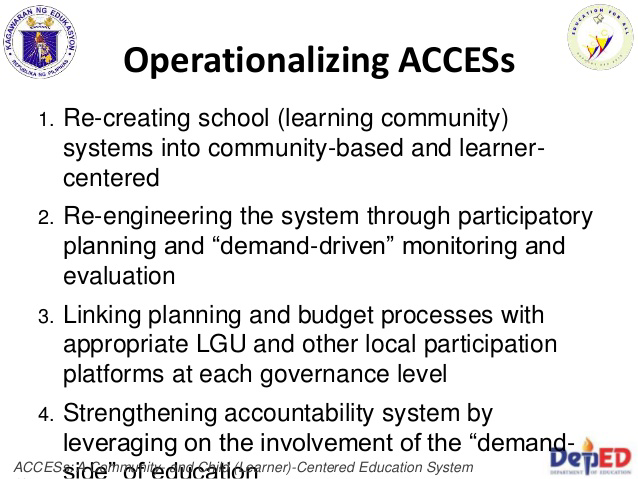 KAGAWARAN NG EDUKASYON
REPUBLIKA NG PILIPINAS
EDUCATION FOR ALL
Operationalizing ACCESs
1. Re-creating school (learning community)
systems into community-based and learner-
centered
2. Re-engineering the system through participatory
planning and “demand-driven” monitoring and
evaluation
3. Linking planning and budget processes with
appropriate LGU and other local participation
platforms at each governance level
4. Strengthening accountability system by
leveraging on the involvement of the “demand-
side” of education
ACCESs: A Community- and Child (Learner)-Centered Education System
DepED
DEPARTMENT OF EDUCATION